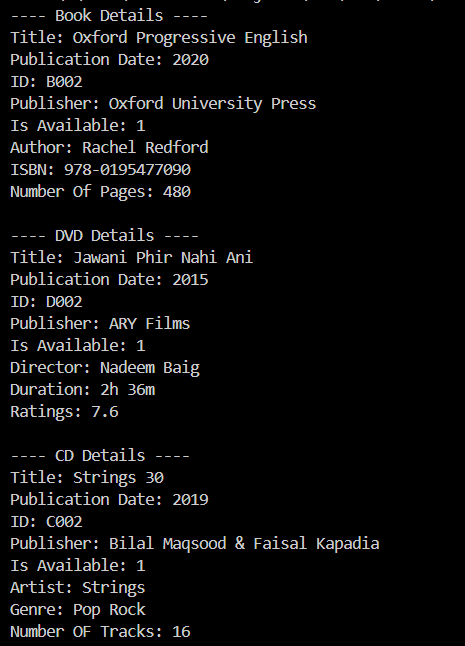 ---- Book Details ----
Title: Oxford Progressive English
Publication Date: 2020
ID: B002
Publisher: Oxford University Press
Is Available: 1
Author: Rachel Redford
ISBN: 978-0195477090
Number Of Pages: 480
---- DVD Details ----
Title: Jawani Phir Nahi Ani
Publication Date: 2015
ID: D002
Publisher: ARY Films
Is Available: 1
Director: Nadeem Baig
Duration: 2h 36m
Ratings: 7.6
---- CD Details ----
Title: Strings 30
Publication Date: 2019
ID: C002
Publisher: Bilal Maqsood & Faisal Kapadia
Is Available: 1
Artist: Strings
Genre: Pop Rock
Number OF Tracks: 16